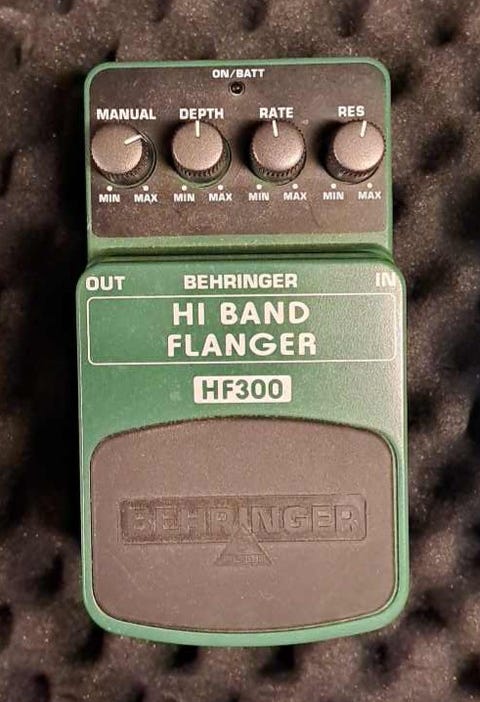 ON/BATT
MANUAL DEPTH RATE RES
MIN MAX MIN MAX MIN MAX MIN MAX
OUT BEHRINGER IN
HI BAND
FLANGER
HF300
BEHRINGER